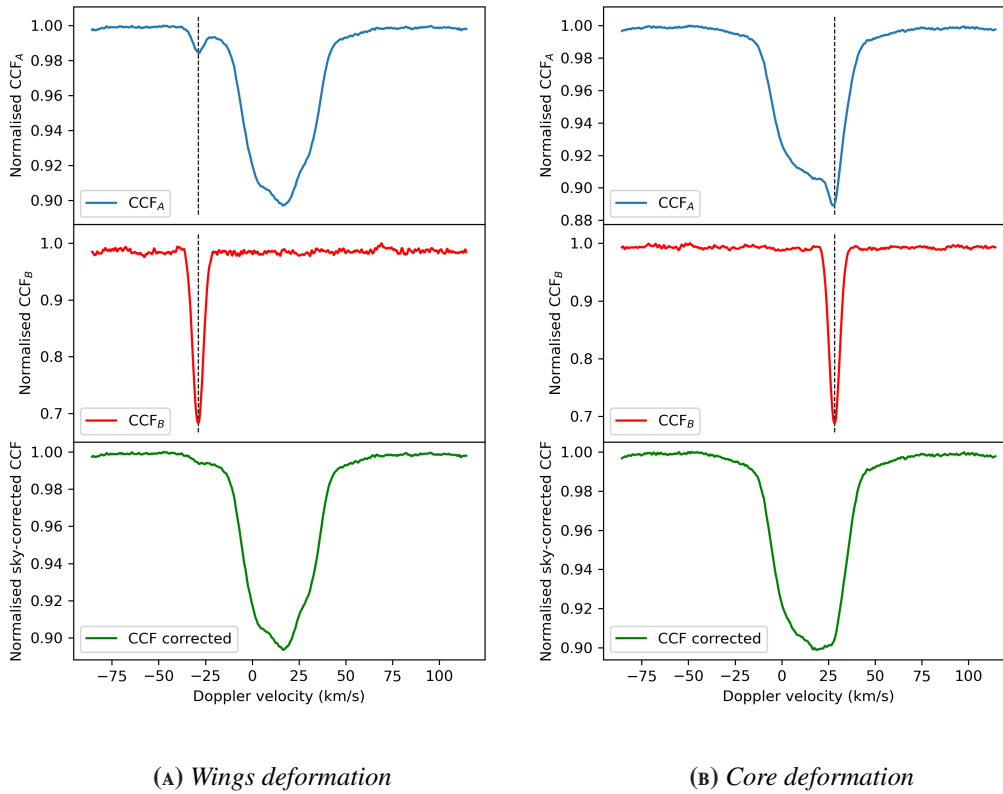 1.00
0.98
0.96
0.94
0.92
0.90
Normalised CCF_A
CCF_A
1.0
0.9
0.8
0.7
Normalised CCF_B
CCF_B
1.00
0.98
0.96
0.94
0.92
0.90
Normalised sky-corrected CCF
CCF corrected
−75 −50 −25 0 25 50 75 100
Doppler velocity (km/s)
(A) Wings deformation
1.00
0.98
0.96
0.94
0.92
0.90
0.88
Normalised CCF_A
CCF_A
1.0
0.9
0.8
0.7
Normalised CCF_B
CCF_B
1.00
0.98
0.96
0.94
0.92
0.90
Normalised sky-corrected CCF
CCF corrected
−75 −50 −25 0 25 50 75 100
Doppler velocity (km/s)
(B) Core deformation